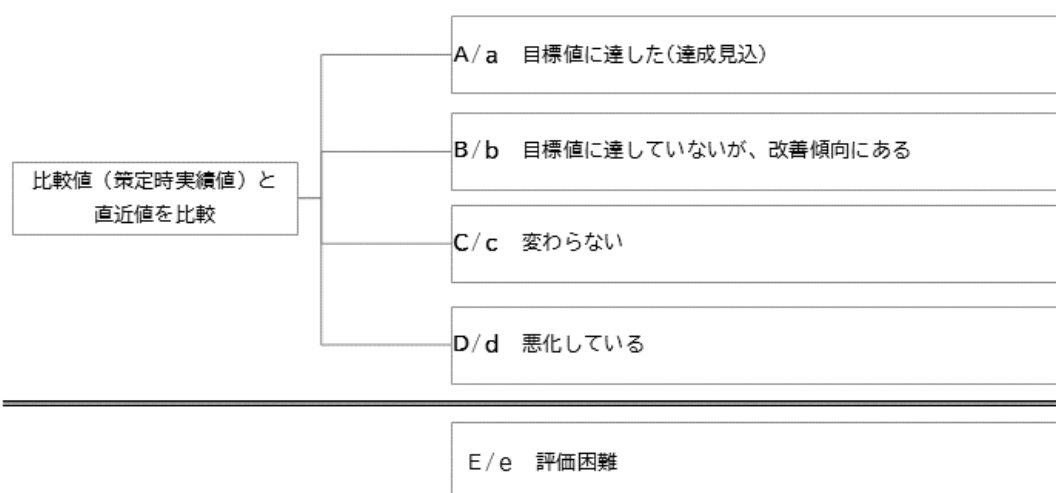 A/a 目標値に達した(達成見込)
B/b 目標値に達していないが、改善傾向にある
比較値（策定時実績値）と
直近値を比較
C/c 変わらない
D/d 悪化している
E/e 評価困難